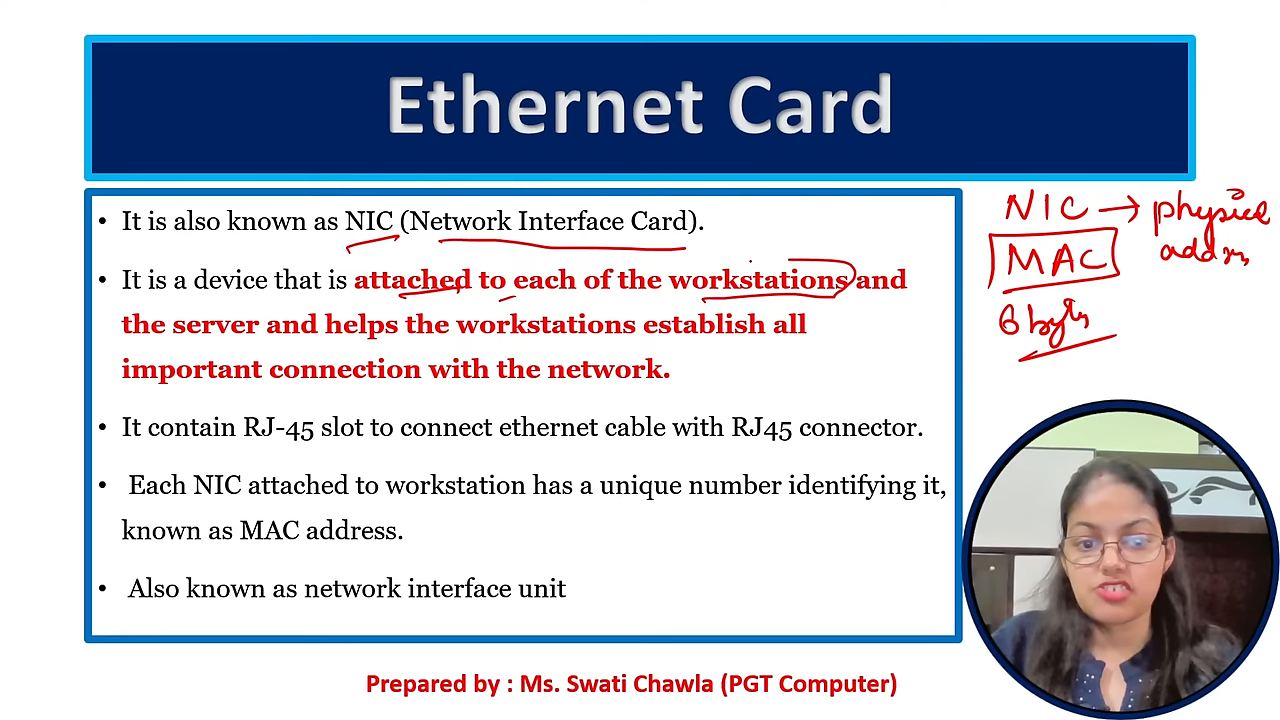 Ethernet Card
• It is also known as NIC (Network Interface Card).
• It is a device that is attached to each of the workstations and
the server and helps the workstations establish all
important connection with the network.
• It contain RJ-45 slot to connect ethernet cable with RJ45 connector.
• Each NIC attached to workstation has a unique number identifying it,
known as MAC address.
• Also known as network interface unit
NIC → physical
MAC
6 bytes
Prepared by : Ms. Swati Chawla (PGT Computer)